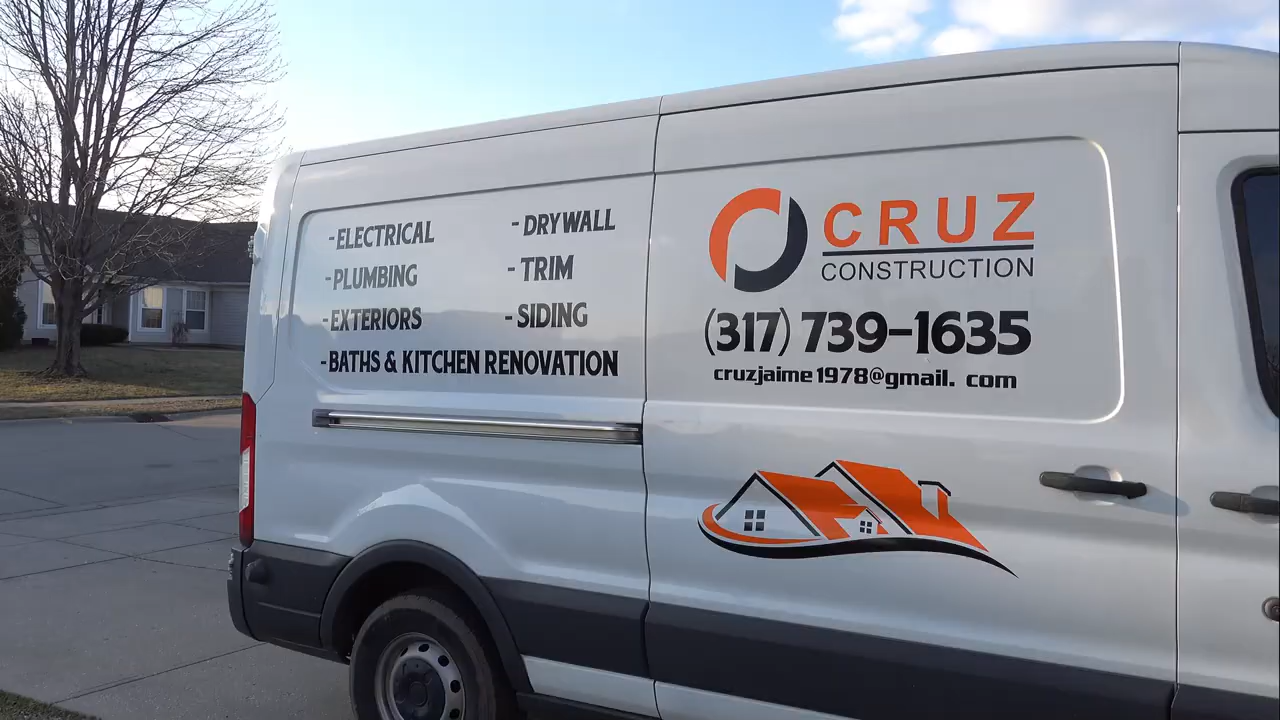 -ELECTRICAL
-PLUMBING
-EXTERIORS
-BATHS & KITCHEN RENOVATION
-DRYWALL
-TRIM
-SIDING
CRUZ
CONSTRUCTION
(317) 739-1635
cruzjaime1978@gmail. com